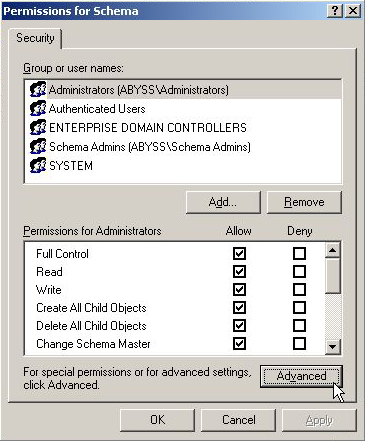 Permissions for Schema
Security
Group or user names:
Administrators (ABYSS\Administrators)
Authenticated Users
ENTERPRISE DOMAIN CONTROLLERS
Schema Admins (ABYSS\Schema Admins)
SYSTEM
Add... Remove
Permissions for Administrators Allow Deny
Full Control
Read
Write
Create All Child Objects
Delete All Child Objects
Change Schema Master
For special permissions or for advanced settings,
click Advanced.
Advanced
OK Cancel Apply